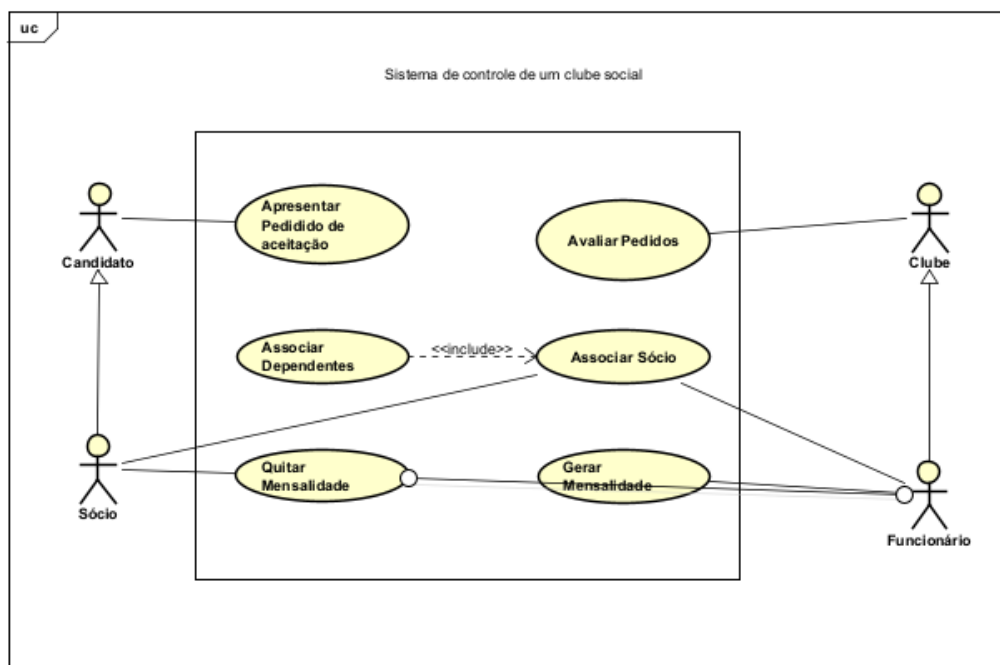 uc
Sistema de controle de um clube social
Apresentar
Pedidido de
aceitação
Avaliar Pedidos
Candidato
Clube
<<include>>
Associar
Dependentes
Associar Sócio
Quitar
Mensalidade
Gerar
Mensalidade
Sócio
Funcionário